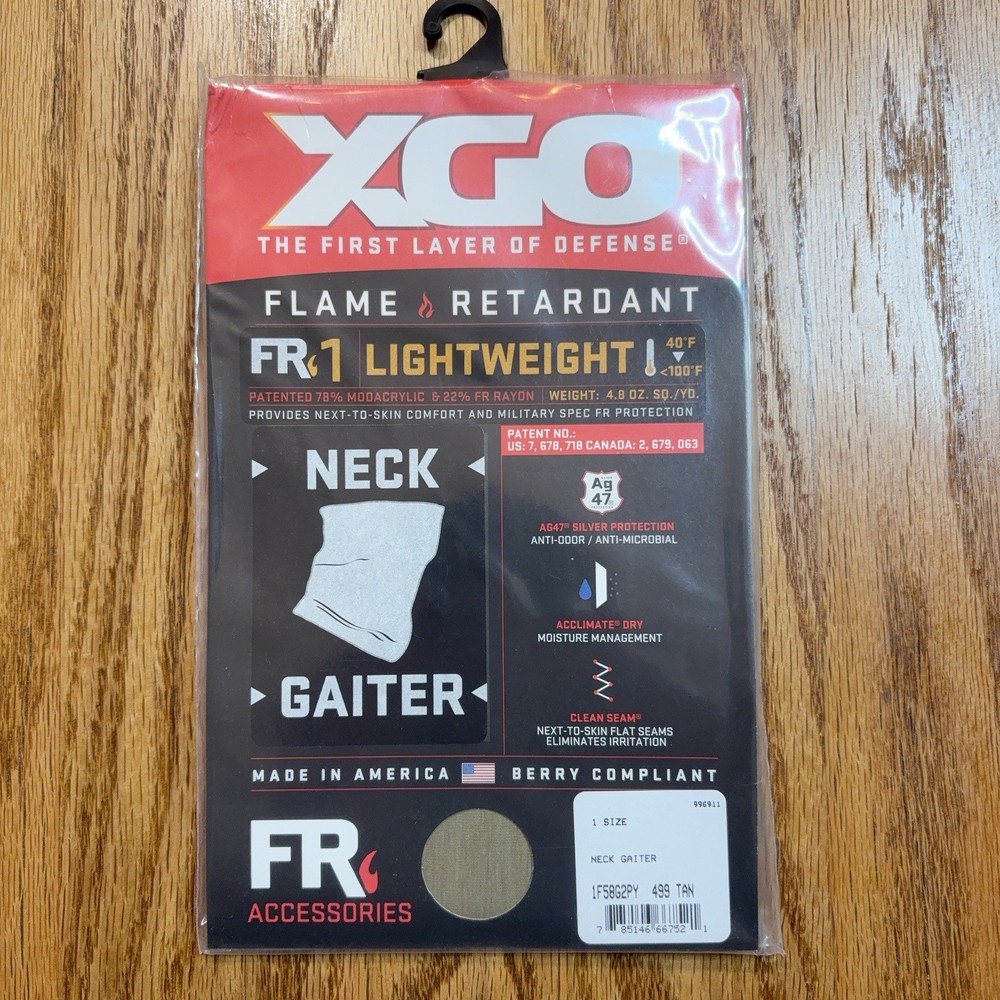 XGO
THE FIRST LAYER OF DEFENSE®
FLAME RETARDANT
FR1 LIGHTWEIGHT
40°F
<100°F
PATENTED 78% MODACRYLIC & 22% FR RAYON WEIGHT: 4.8 OZ. SQ./YD.
PROVIDES NEXT-TO-SKIN COMFORT AND MILITARY SPEC FR PROTECTION
NECK
GAITER
PATENT NO.:
US: 7, 678, 718 CANADA: 2, 679, 063
Ag
47
AG47® SILVER PROTECTION
ANTI-ODOR / ANTI-MICROBIAL
ACCLIMATE® DRY
MOISTURE MANAGEMENT
CLEAN SEAM®
NEXT-TO-SKIN FLAT SEAMS
ELIMINATES IRRITATION
MADE IN AMERICA BERRY COMPLIANT
FR
ACCESSORIES
996911
1 SIZE
NECK GAITER
1F58G2PY 499 TAN
7 85146 66752 1